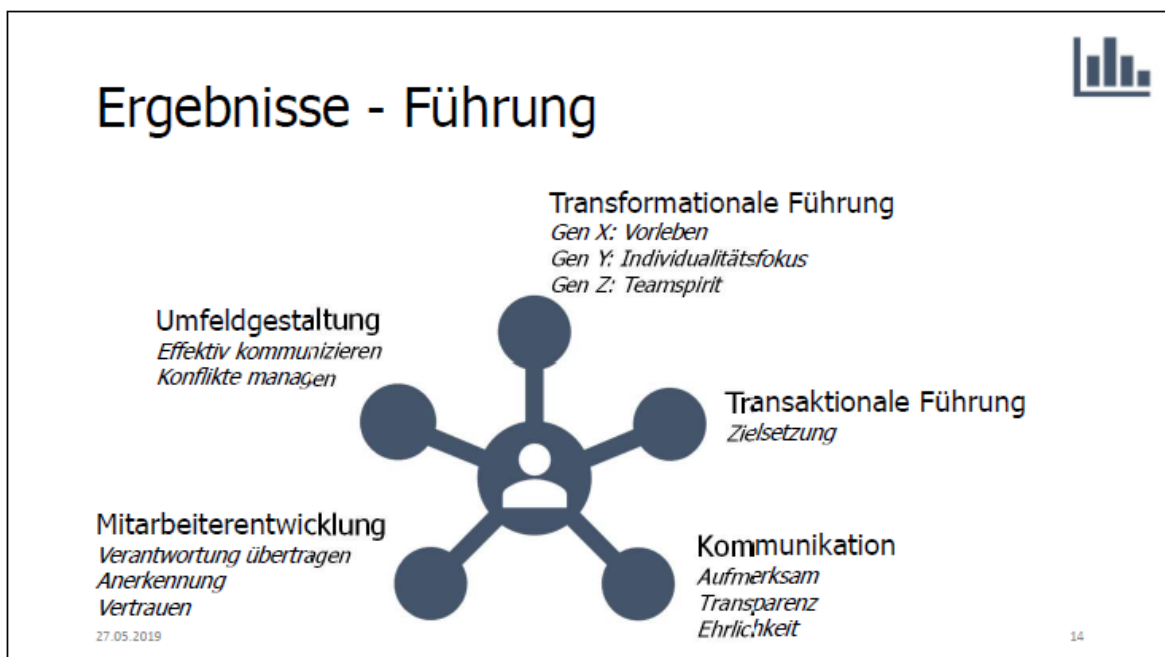 Ergebnisse - Führung
Transformationale Führung
Gen X: Vorleben
Gen Y: Individualitätsfokus
Gen Z: Teamspirit
Umfeldgestaltung
Effektiv kommunizieren
Konflikte managen
Transaktionale Führung
Zielsetzung
Mitarbeiterentwicklung
Verantwortung übertragen
Anerkennung
Vertrauen
Kommunikation
Aufmerksam
Transparenz
Ehrlichkeit
27.05.2019
14